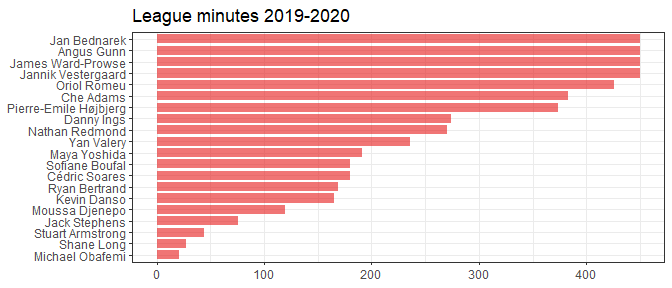 League minutes 2019-2020
Jan Bednarek
Angus Gunn
James Ward-Prowse
Jannik Vestergaard
Oriol Romeu
Che Adams
Pierre-Emile Højbjerg
Danny Ings
Nathan Redmond
Yan Valery
Maya Yoshida
Sofiane Boufal
Cédric Soares
Ryan Bertrand
Kevin Danso
Moussa Djenepo
Jack Stephens
Stuart Armstrong
Shane Long
Michael Obafemi
0 100 200 300 400